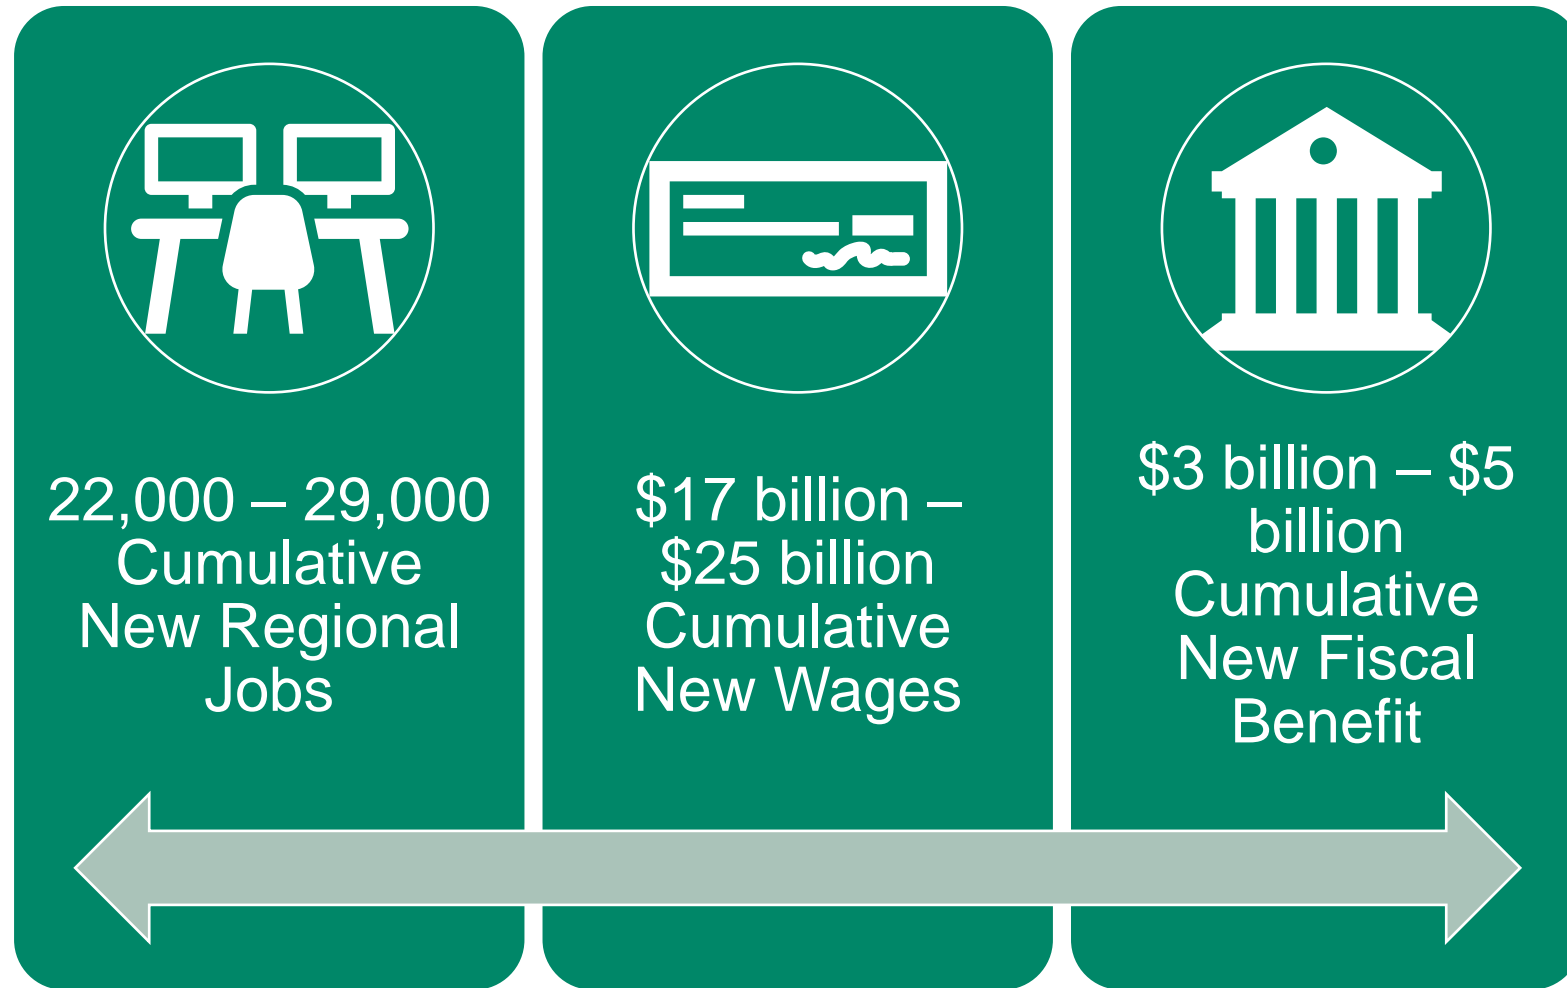 22,000 – 29,000
Cumulative
New Regional
Jobs
$17 billion –
$25 billion
Cumulative
New Wages
$3 billion – $5
billion
Cumulative
New Fiscal
Benefit